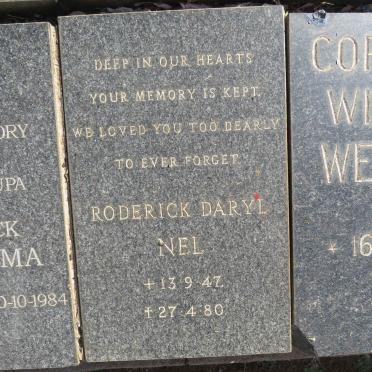 DEEP IN OUR HEARTS
YOUR MEMORY IS KEPT,
WE LOVED YOU TOO DEARLY
TO EVER FORGET.
RODERICK DARYL
NEL
+ 13·9·47.
+ 27·4·80
ORY
UPA
CK
MA
0-10-1984
COR
WI
WE
+ 16